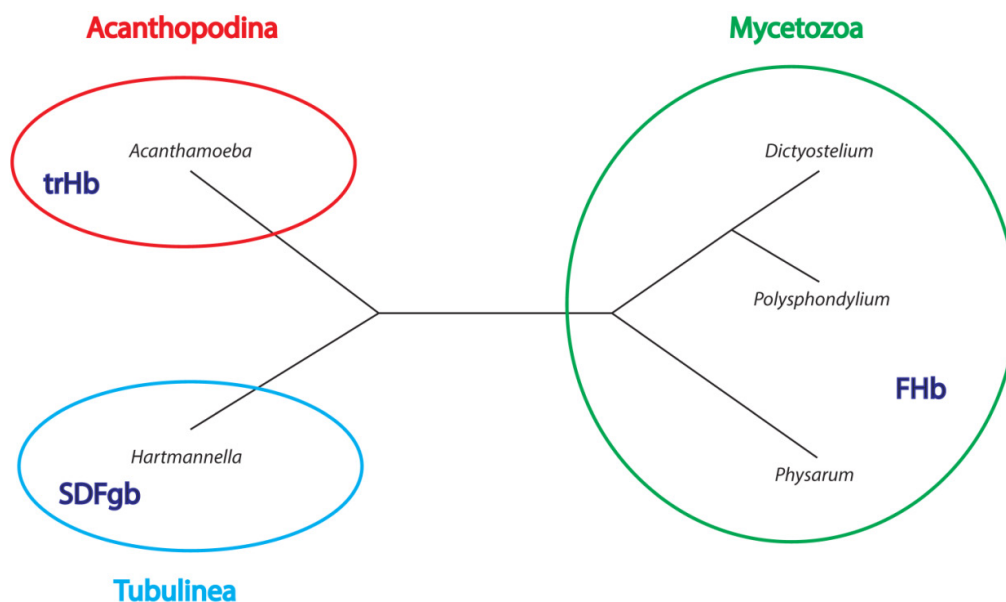 Acanthopodina
Mycetozoa
Acanthamoeba
Dictyostelium
trHb
Polysphondylium
FHb
Hartmannella
Physarum
SDFgb
Tubulinea